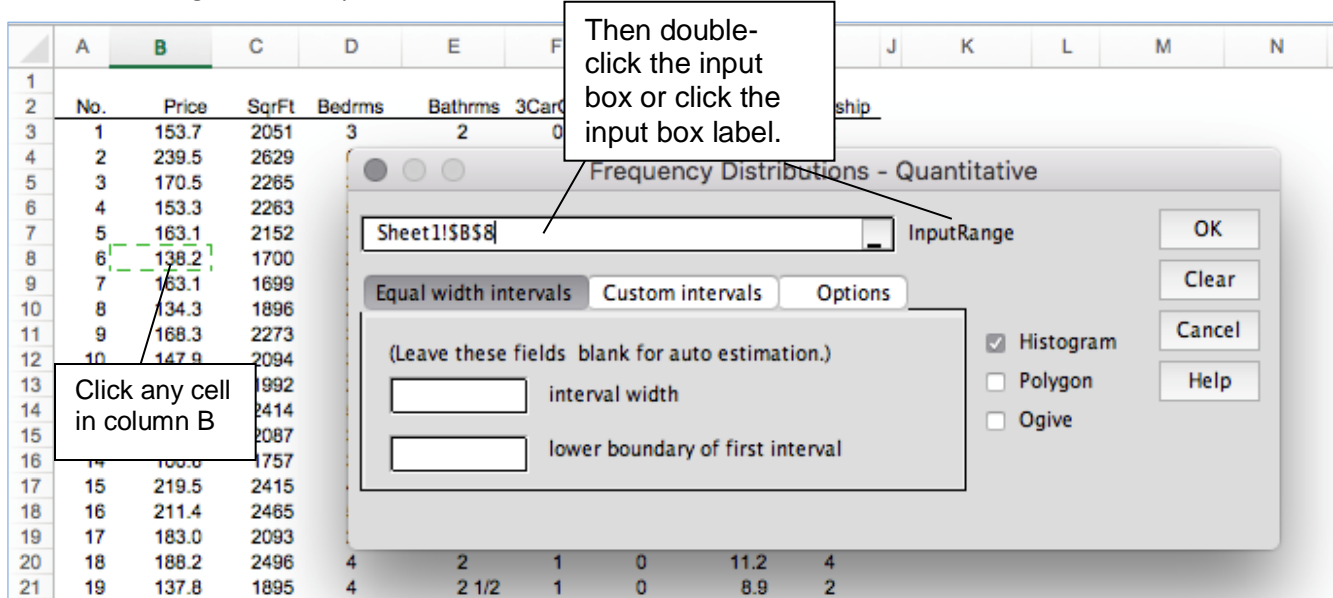 Then double-
click the input
box or click the
input box label.
A B C D E F J K L M N
1
2 No. Price SqrFt Bedrms Bathrms ship
3 1 153.7 2051 3 2 0
4 2 239.5 2629
5 3 170.5 2265
6 4 153.3 2263
7 5 163.1 2152
8 6 138.2 1700
9 7 163.1 1699
10 8 134.3 1896
11 9 168.3 2273
12 10 147.9 2094
13 1992
14 2414
15 2087
16 14 1757
17 15 219.5 2415
18 16 211.4 2465
19 17 183.0 2093
20 18 188.2 2496 4 2 1 0 11.2 4
21 19 137.8 1895 4 2 1/2 1 0 8.9 2
Click any cell
in column B
Frequency Distributions - Quantitative
Sheet1!$B$8 InputRange
OK
Clear
Cancel
Help
Equal width intervals Custom intervals Options
(Leave these fields blank for auto estimation.)
interval width
lower boundary of first interval
Histogram
Polygon
Ogive